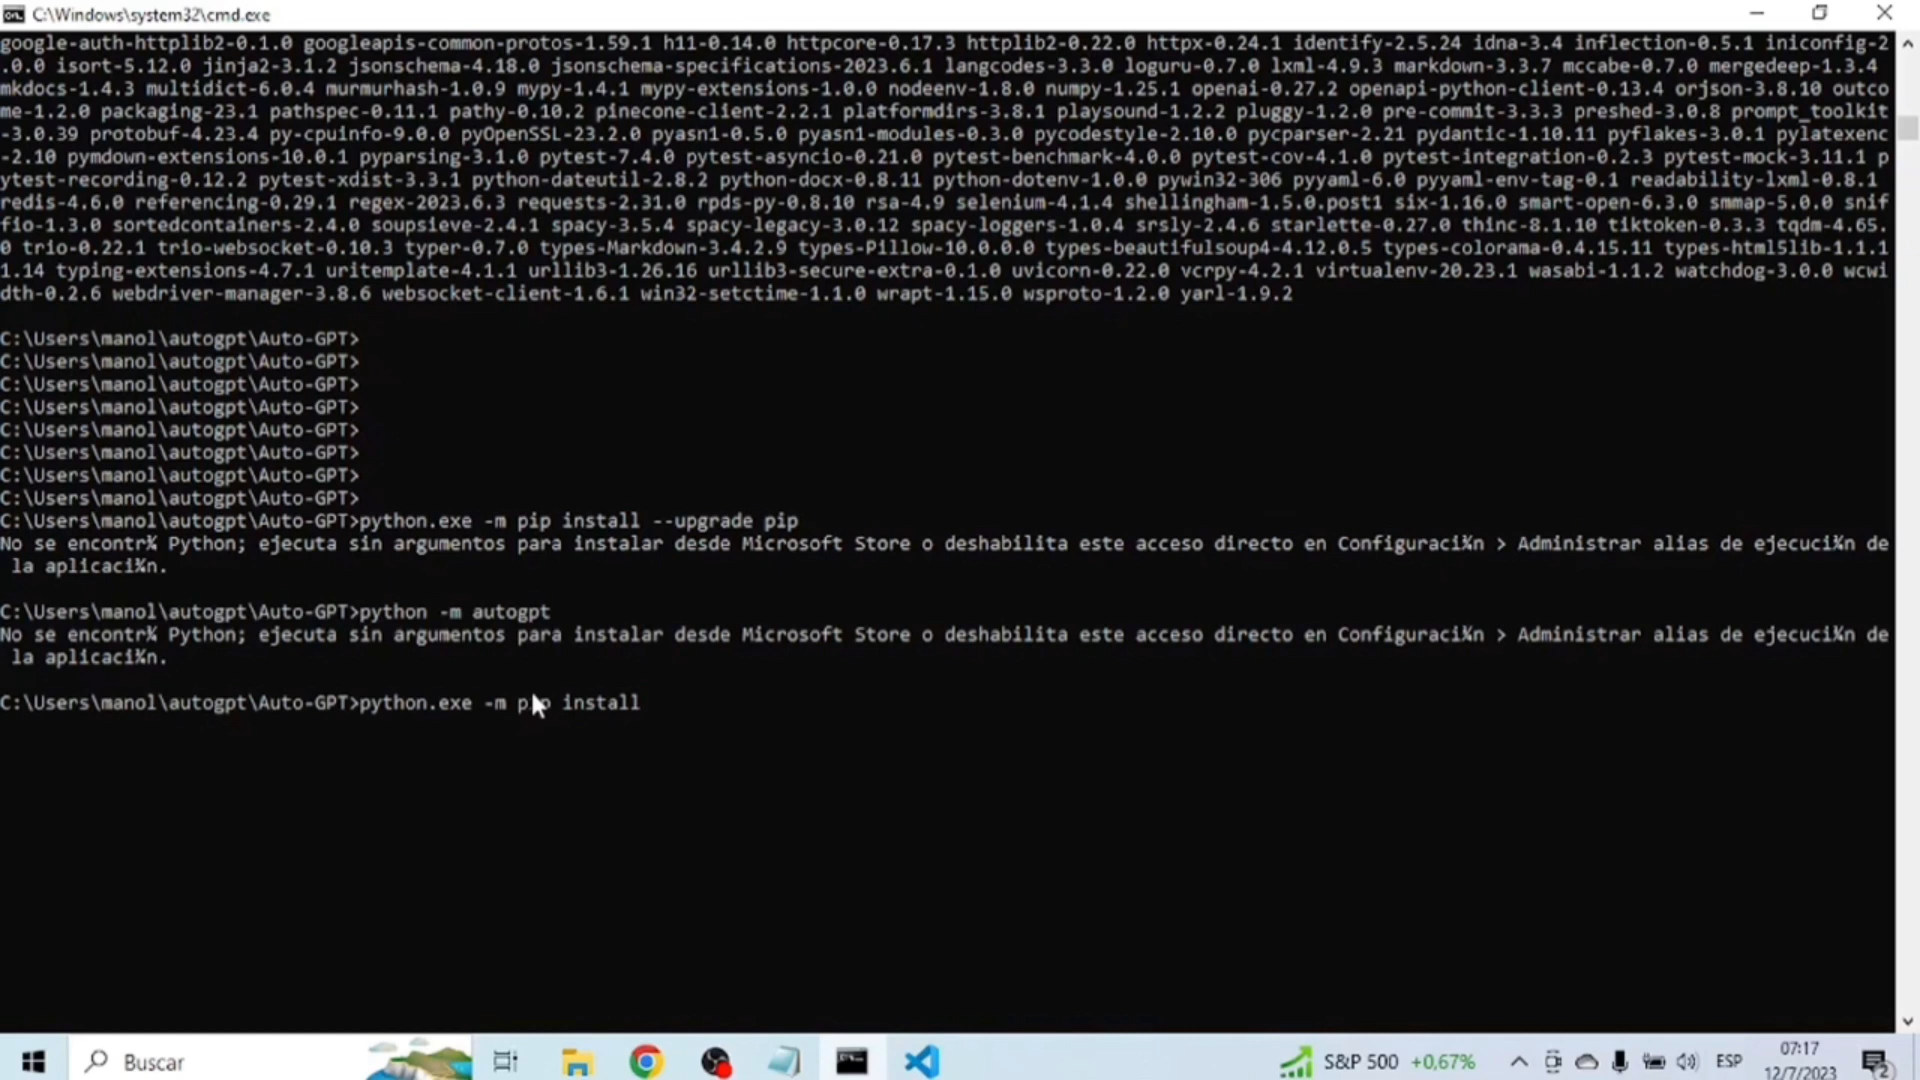 C:\Windows\system32\cmd.exe
google-auth-httplib2-0.1.0 googleapis-common-protos-1.59.1 h11-0.14.0 httpcore-0.17.3 httplib2-0.22.0 httpx-0.24.1 identify-2.5.24 idna-3.4 inflection-0.5.1 iniconfig-2
.0.0 isort-5.12.0 jinja2-3.1.2 jsonschema-4.18.0 jsonschema-specifications-2023.6.1 langcodes-3.3.0 loguru-0.7.0 lxml-4.9.3 markdown-3.3.7 mccabe-0.7.0 mergedeep-1.3.4
mkdocs-1.4.3 multidict-6.0.4 murmurhash-1.0.9 mypy-1.4.1 mypy-extensions-1.0.0 nodeenv-1.8.0 numpy-1.25.1 openai-0.27.2 openapi-python-client-0.13.4 orjson-3.8.10 outco
me-1.2.0 packaging-23.1 pathspec-0.11.1 pathy-0.10.2 pinecone-client-2.2.1 platformdirs-3.8.1 playsound-1.2.2 pluggy-1.2.0 pre-commit-3.3.3 preshed-3.0.8 prompt_toolkit
-3.0.39 protobuf-4.23.4 py-cpuinfo-9.0.0 pyOpenSSL-23.2.0 pyasn1-0.5.0 pyasn1-modules-0.3.0 pycodestyle-2.10.0 pycparser-2.21 pydantic-1.10.11 pyflakes-3.0.1 pylatexenc
-2.10 pymdown-extensions-10.0.1 pyparsing-3.1.0 pytest-7.4.0 pytest-asyncio-0.21.0 pytest-benchmark-4.0.0 pytest-cov-4.1.0 pytest-integration-0.2.3 pytest-mock-3.11.1 p
ytest-recording-0.12.2 pytest-xdist-3.3.1 python-dateutil-2.8.2 python-docx-0.8.11 python-dotenv-1.0.0 pywin32-306 pyyaml-6.0 pyyaml-env-tag-0.1 readability-lxml-0.8.1
redis-4.6.0 referencing-0.29.1 regex-2023.6.3 requests-2.31.0 rpds-py-0.8.10 rsa-4.9 selenium-4.1.4 shellingham-1.5.0.post1 six-1.16.0 smart-open-6.3.0 smmap-5.0.0 snif
fio-1.3.0 sortedcontainers-2.4.0 soupsieve-2.4.1 spacy-3.5.4 spacy-legacy-3.0.12 spacy-loggers-1.0.4 srsly-2.4.6 starlette-0.27.0 thinc-8.1.10 tiktoken-0.3.3 tqdm-4.65.
0 trio-0.22.1 trio-websocket-0.10.3 typer-0.7.0 types-Markdown-3.4.2.9 types-Pillow-10.0.0.0 types-beautifulsoup4-4.12.0.5 types-colorama-0.4.15.11 types-html5lib-1.1.1
1.14 typing-extensions-4.7.1 uritemplate-4.1.1 urllib3-1.26.16 urllib3-secure-extra-0.1.0 uvicorn-0.22.0 vcrpy-4.2.1 virtualenv-20.23.1 wasabi-1.1.2 watchdog-3.0.0 wcwi
dth-0.2.6 webdriver-manager-3.8.6 websocket-client-1.6.1 win32-setctime-1.1.0 wrapt-1.15.0 wsproto-1.2.0 yarl-1.9.2
C:\Users\manol\autogpt\Auto-GPT>
C:\Users\manol\autogpt\Auto-GPT>
C:\Users\manol\autogpt\Auto-GPT>
C:\Users\manol\autogpt\Auto-GPT>
C:\Users\manol\autogpt\Auto-GPT>
C:\Users\manol\autogpt\Auto-GPT>
C:\Users\manol\autogpt\Auto-GPT>
C:\Users\manol\autogpt\Auto-GPT>
C:\Users\manol\autogpt\Auto-GPT>python.exe -m pip install --upgrade pip
No se encontr¾ Python; ejecuta sin argumentos para instalar desde Microsoft Store o deshabilita este acceso directo en Configuraci¾n > Administrar alias de ejecuci¾n de
la aplicaci¾n.
C:\Users\manol\autogpt\Auto-GPT>python -m autogpt
No se encontr¾ Python; ejecuta sin argumentos para instalar desde Microsoft Store o deshabilita este acceso directo en Configuraci¾n > Administrar alias de ejecuci¾n de
la aplicaci¾n.
C:\Users\manol\autogpt\Auto-GPT>python.exe -m pip install
Buscar
S&P 500 +0,67%
ESP
07:17
12/7/2023
2